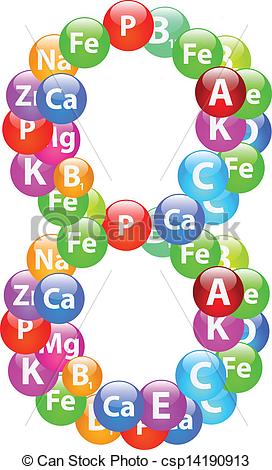 P
Fe B₁ Fe
Na
Zn Ca A e
P K
Mg
K B₁ C Fe
Fe C
Fe P Ca
Na Fe
Zn Ca A e
P K
Mg
K B₁ C Fe
Fe Ca E C
© Can Stock Photo - csp14190913